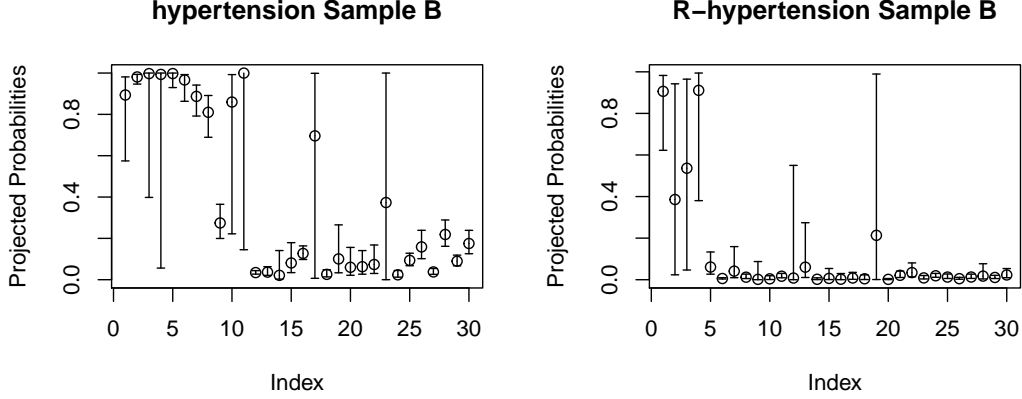 hypertension Sample B
Projected Probabilities
0.0 0.4 0.8
0 5 10 15 20 25 30
Index
R−hypertension Sample B
Projected Probabilities
0.0 0.4 0.8
0 5 10 15 20 25 30
Index